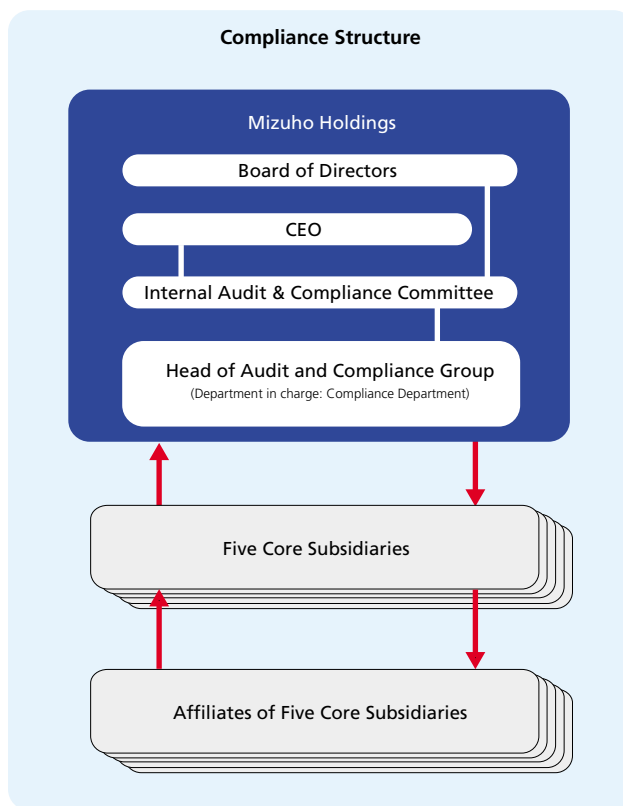 Compliance Structure
Mizuho Holdings
Board of Directors
CEO
Internal Audit & Compliance Committee
Head of Audit and Compliance Group
(Department in charge: Compliance Department)
Five Core Subsidiaries
Affiliates of Five Core Subsidiaries